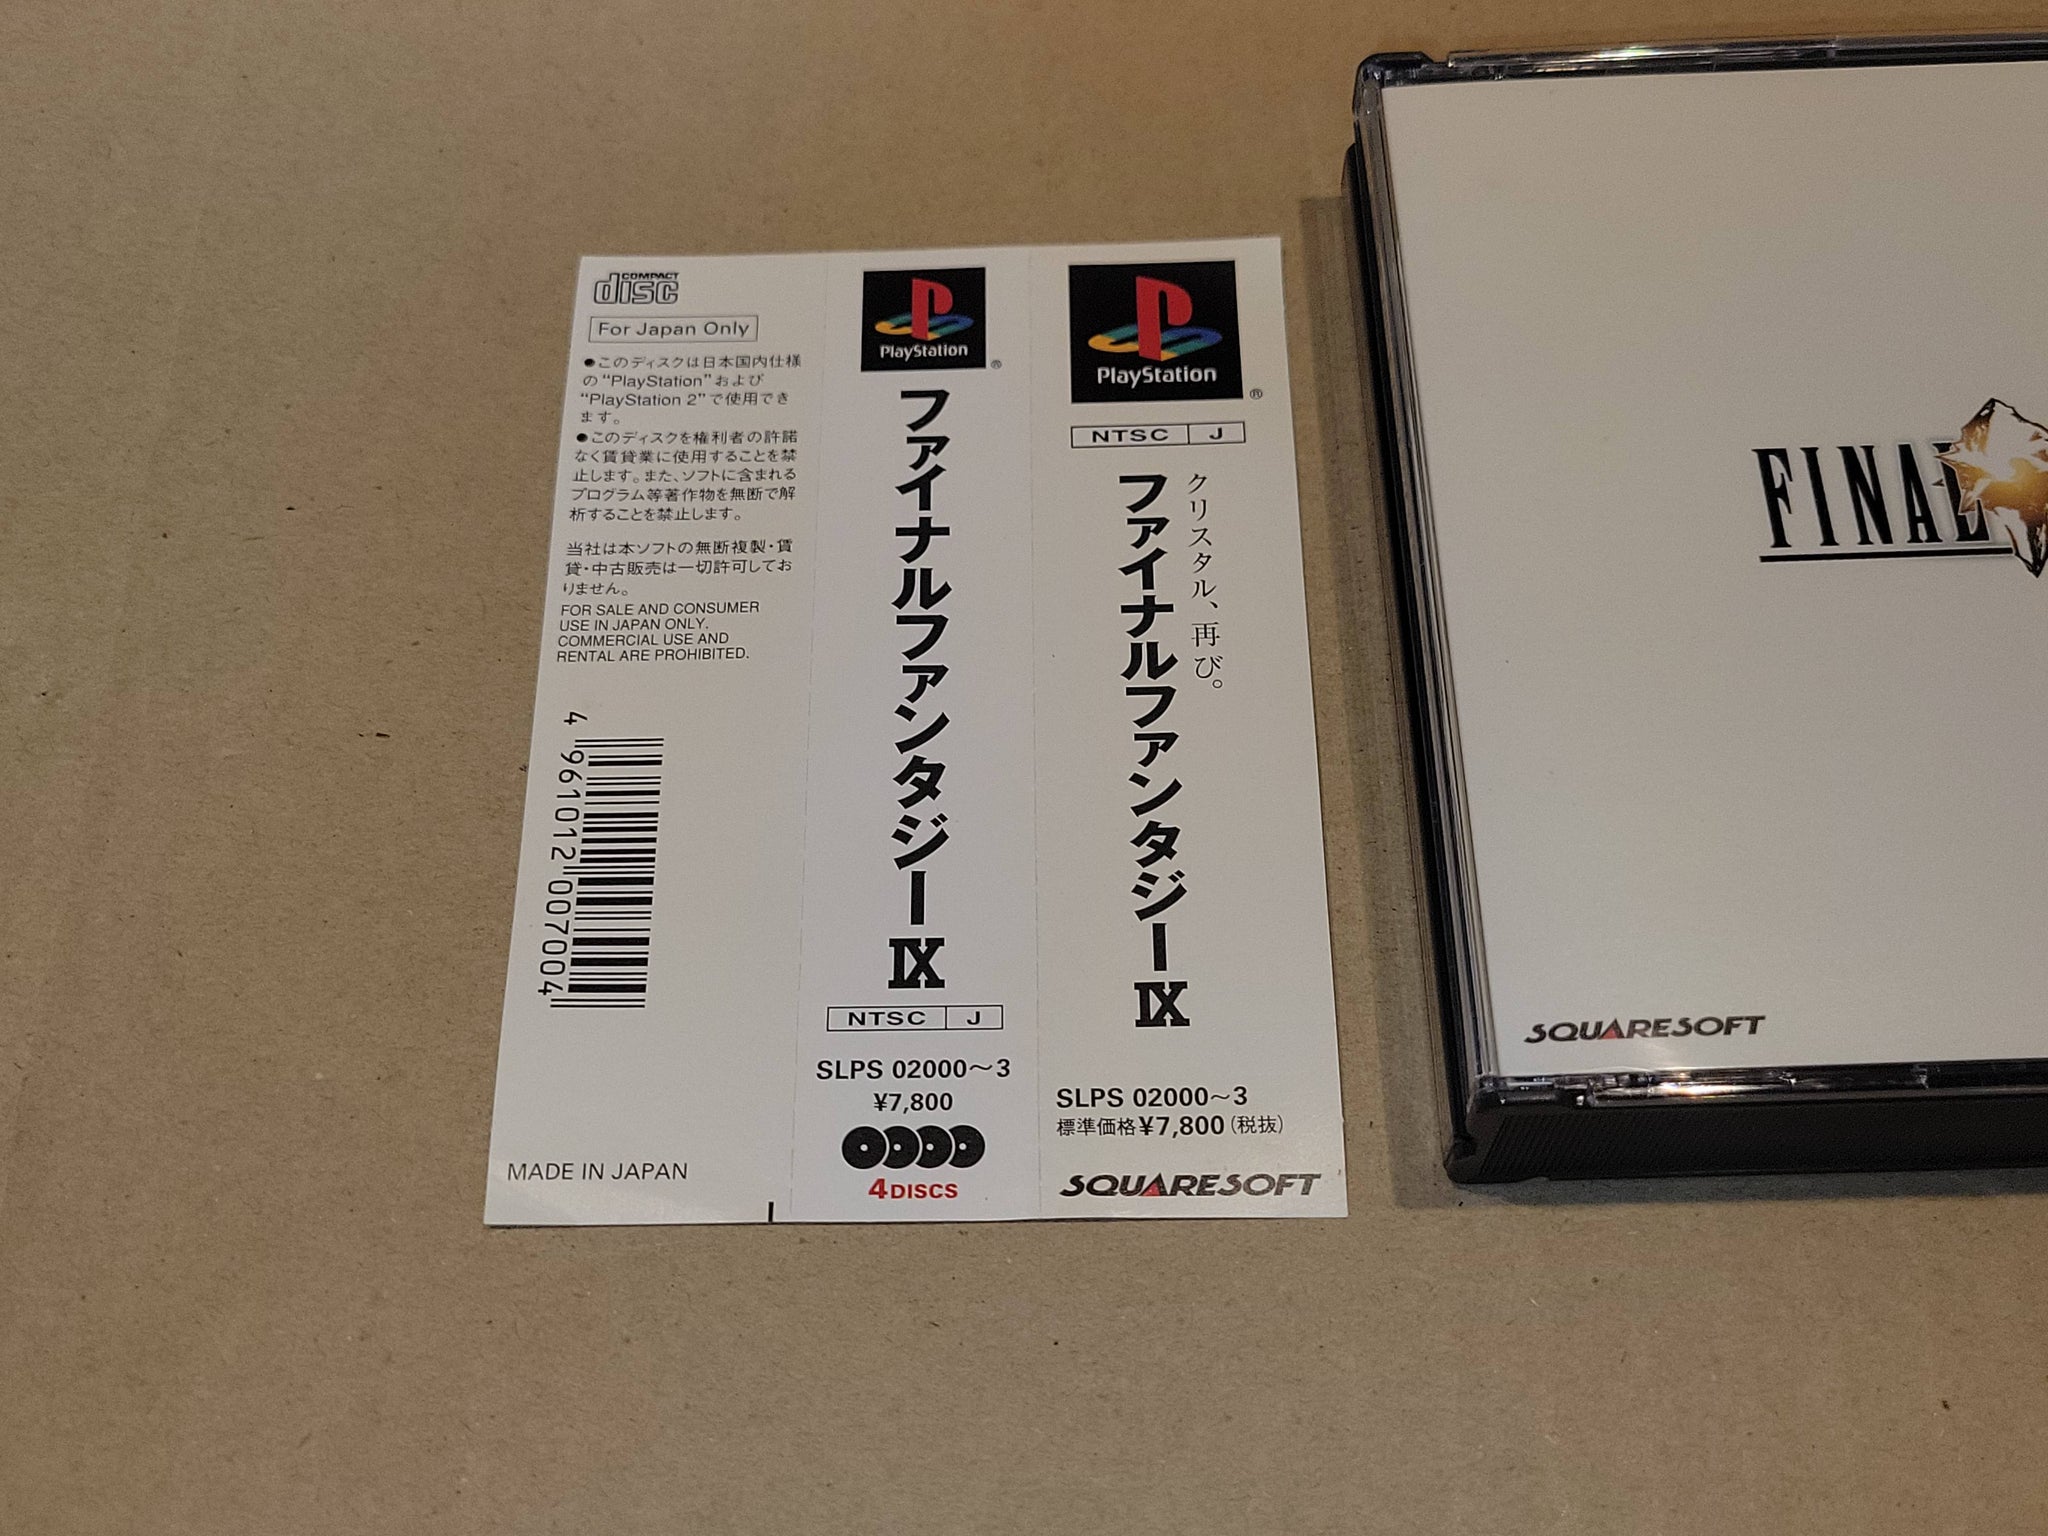 COMPACT
disc
For Japan Only
●このディスクは日本国内仕様
の“PlayStation”および
“PlayStation 2”で使用でき
ます。
●このディスクを権利者の許諾
なく賃貸業に使用することを禁
止します。また、ソフトに含まれる
プログラム等著作物を無断で解
析することを禁止します。
当社は本ソフトの無断複製・賃
貸・中古販売は一切許可してお
りません。
FOR SALE AND CONSUMER
USE IN JAPAN ONLY.
COMMERCIAL USE AND
RENTAL ARE PROHIBITED.
4 961012 007004
MADE IN JAPAN
PlayStation
®
ファイナルファンタジーIX
NTSC J
SLPS 02000～3
¥7,800
4DISCS
PlayStation
®
NTSC J
クリスタル、再び。
ファイナルファンタジーIX
SLPS 02000～3
標準価格¥7,800(税抜)
SQUARESOFT
FINAL
SQUARESOFT